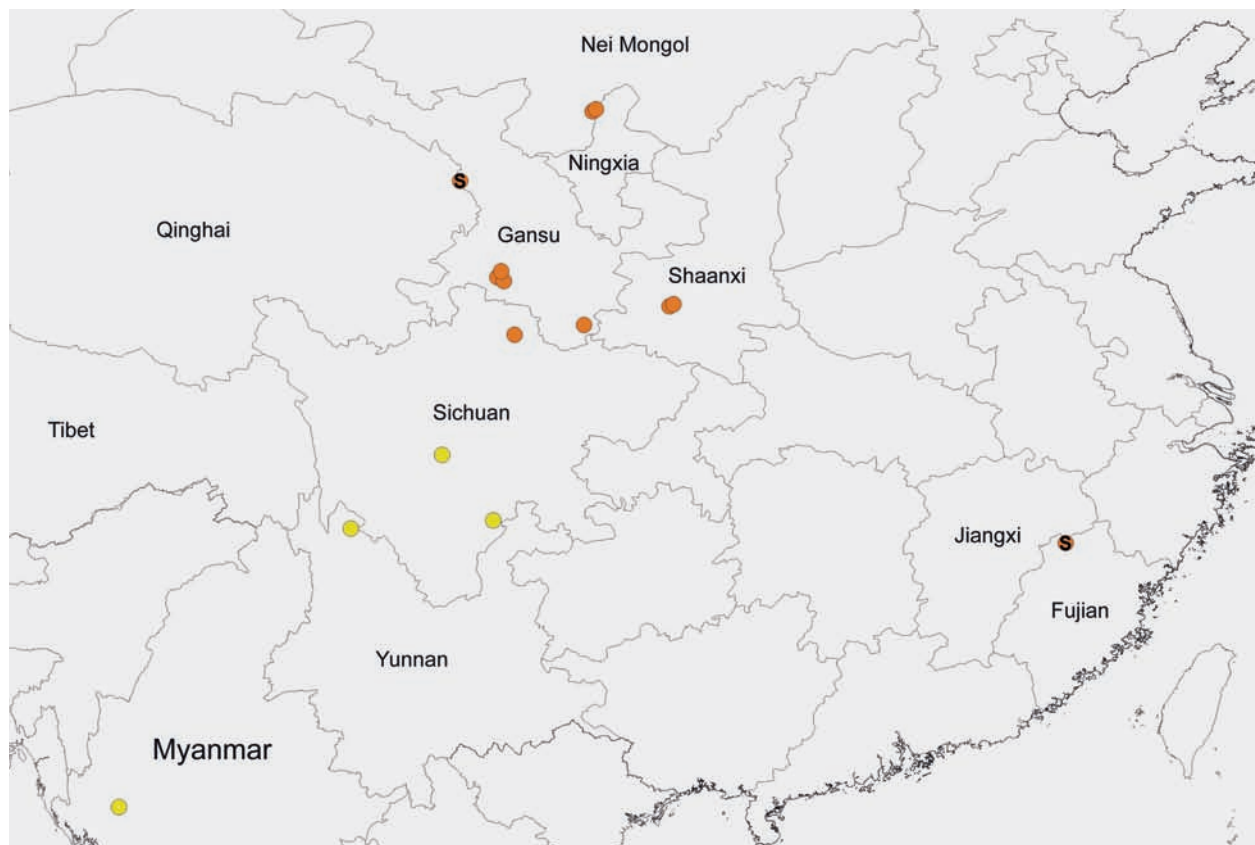 Nei Mongol
Ningxia
S
Qinghai
Gansu
Shaanxi
Sichuan
Tibet
Jiangxi
S
Fujian
Yunnan
Myanmar